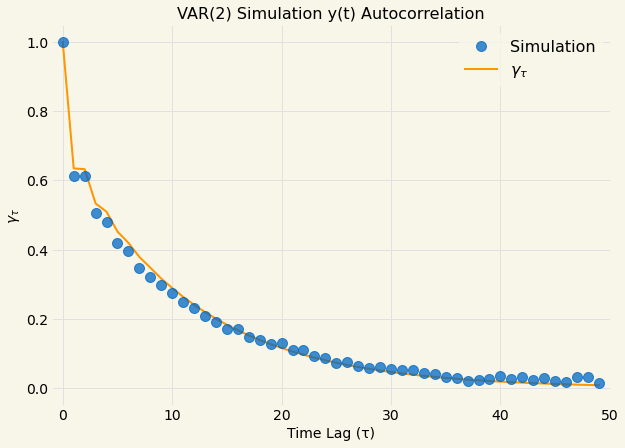 VAR(2) Simulation y(t) Autocorrelation
Simulation
γτ
γτ
1.0
0.8
0.6
0.4
0.2
0.0
0
10
20
30
40
50
Time Lag (τ)